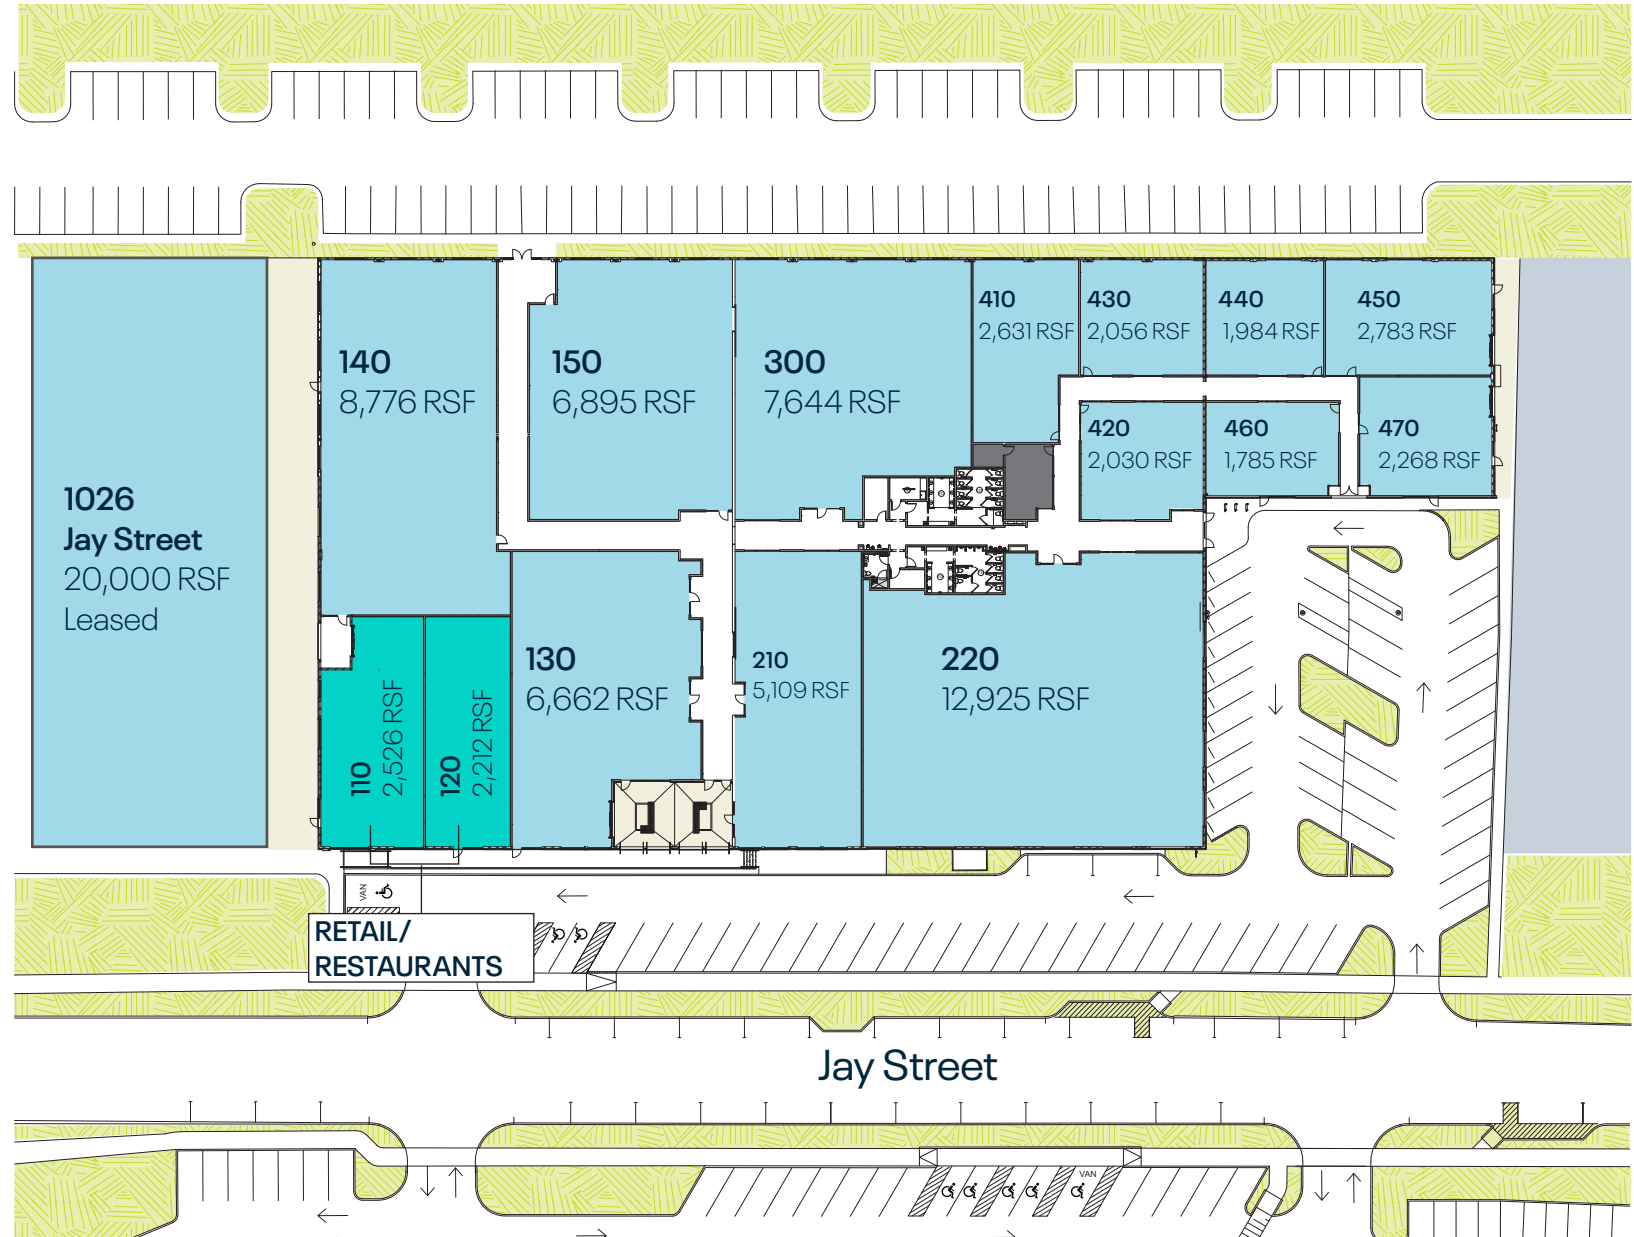 410
2,631 RSF
430
2,056 RSF
440
1,984 RSF
450
2,783 RSF
140
8,776 RSF
150
6,895 RSF
300
7,644 RSF
420
2,030 RSF
460
1,785 RSF
470
2,268 RSF
1026
Jay Street
20,000 RSF
Leased
110
2,526 RSF
120
2,212 RSF
130
6,662 RSF
210
5,109 RSF
220
12,925 RSF
VAN
RETAIL/
RESTAURANTS
Jay Street
VAN